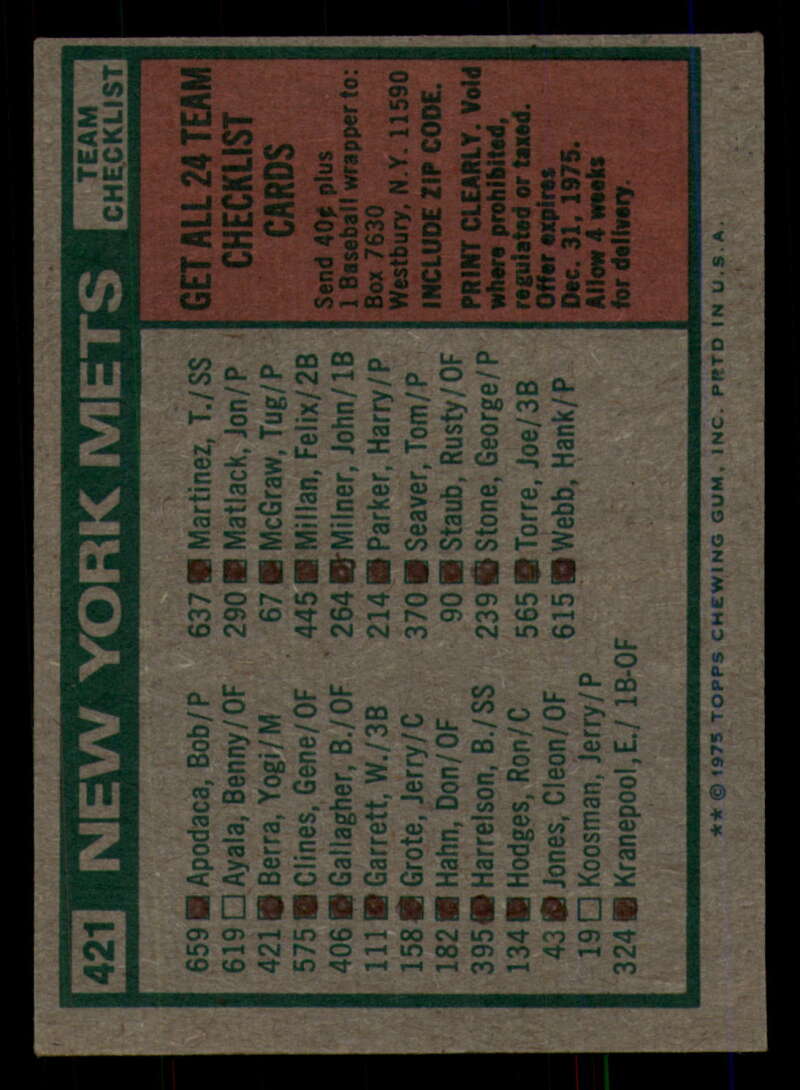 421 NEW YORK METS TEAM CHECKLIST
659 Apodaca, Bob/P
619 Ayala, Benny/OF
421 Berra, Yogi/M
575 Clines, Gene/OF
406 Gallagher, B./OF
111 Garrett, W./3B
158 Grote, Jerry/C
182 Hahn, Don/OF
395 Harrelson, B./SS
134 Hodges, Ron/C
43 Jones, Cleon/OF
19 Koosman, Jerry/P
324 Kranepool, E./ 1B-OF
637 Martinez, T./SS
290 Matlack, Jon/P
67 McGraw, Tug/P
445 Millan, Felix/2B
264 Milner, John/1B
214 Parker, Harry/P
370 Seaver, Tom/P
90 Staub, Rusty/OF
239 Stone, George/P
565 Torre, Joe/3B
615 Webb, Hank/P
GET ALL 24 TEAM
CHECKLIST
CARDS
Send 40¢ plus
1 Baseball wrapper to:
Box 7630
Westbury, N.Y. 11590
INCLUDE ZIP CODE.
PRINT CLEARLY. Void
where prohibited,
regulated or taxed.
Offer expires
Dec. 31, 1975.
Allow 4 weeks
for delivery.
★★ © 1975 TOPPS CHEWING GUM, INC. PRTD IN U.S.A.